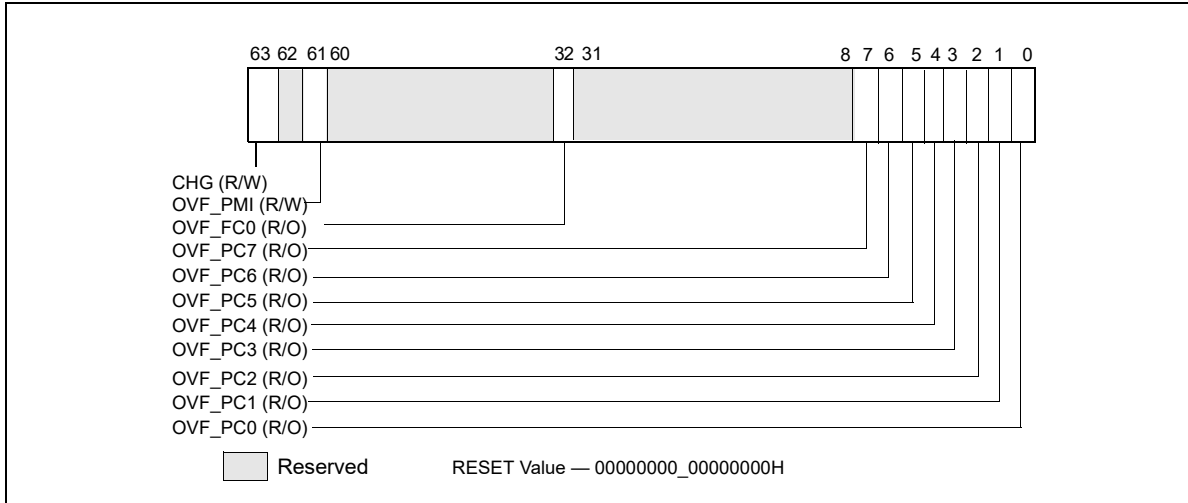 63 62 61 60 32 31 8 7 6 5 4 3 2 1 0
CHG (R/W)
OVF_PMI (R/W)
OVF_FC0 (R/O)
OVF_PC7 (R/O)
OVF_PC6 (R/O)
OVF_PC5 (R/O)
OVF_PC4 (R/O)
OVF_PC3 (R/O)
OVF_PC2 (R/O)
OVF_PC1 (R/O)
OVF_PC0 (R/O)
Reserved RESET Value — 00000000_00000000H